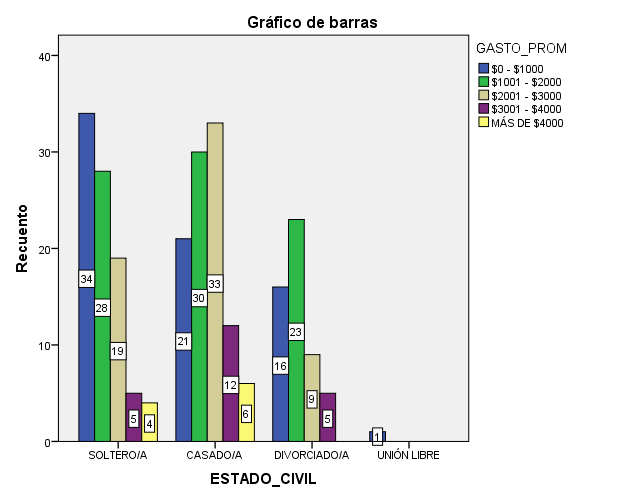 Gráfico de barras
GASTO_PROM
$0 - $1000
$1001 - $2000
$2001 - $3000
$3001 - $4000
MÁS DE $4000
Recuento
40
30
20
10
0
34
28
19
5
4
21
30
33
12
6
16
23
9
5
1
SOLTERO/A
CASADO/A
DIVORCIADO/A
UNIÓN LIBRE
ESTADO_CIVIL